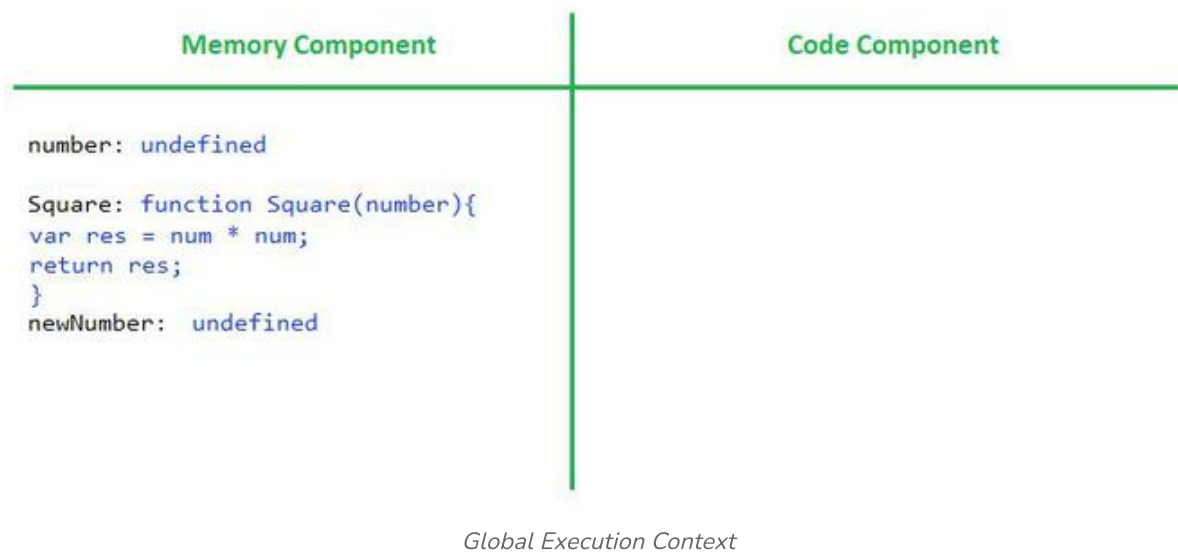 Memory Component
Code Component
number: undefined
Square: function Square(number){
var res = num * num;
return res;
}
newNumber: undefined
Global Execution Context